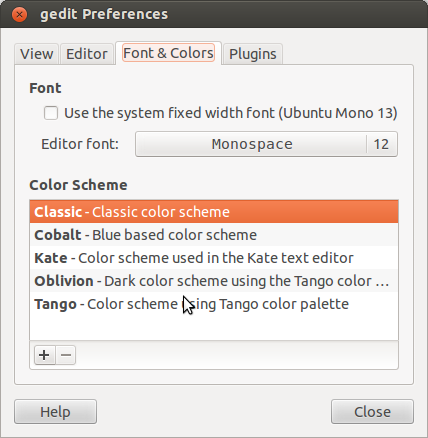 gedit Preferences
View Editor Font & Colors Plugins
Font
Use the system fixed width font (Ubuntu Mono 13)
Editor font: Monospace 12
Color Scheme
Classic - Classic color scheme
Cobalt - Blue based color scheme
Kate - Color scheme used in the Kate text editor
Oblivion - Dark color scheme using the Tango color ...
Tango - Color scheme using Tango color palette
Help Close